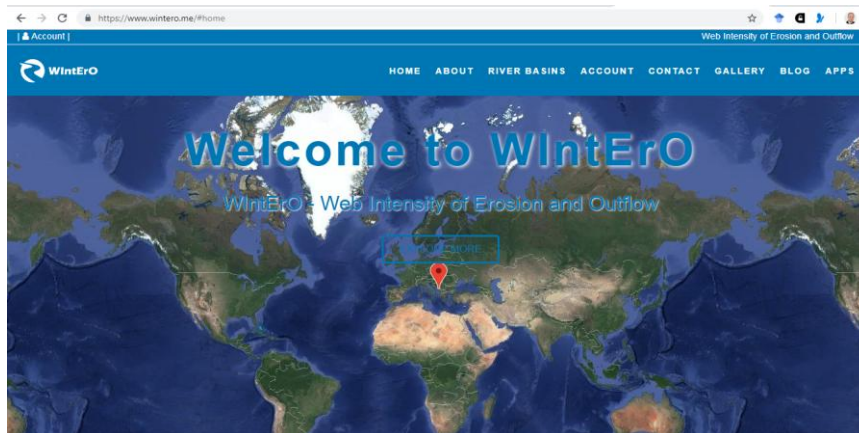 https://www.wintero.me/#home
| Account |
Web Intensity of Erosion and Outflow
WIntErO
HOME ABOUT RIVER BASINS ACCOUNT CONTACT GALLERY BLOG APPS
Welcome to WIntErO
WIntErO - Web Intensity of Erosion and Outflow
MORE